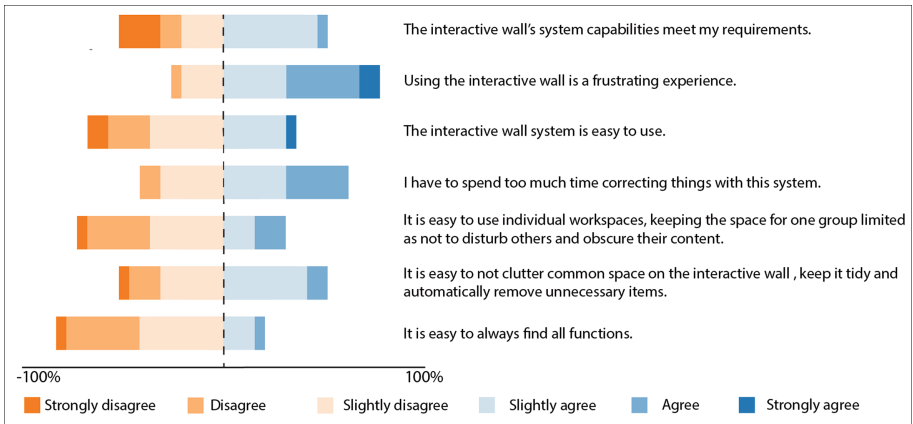 The interactive wall's system capabilities meet my requirements.
Using the interactive wall is a frustrating experience.
The interactive wall system is easy to use.
I have to spend too much time correcting things with this system.
It is easy to use individual workspaces, keeping the space for one group limited
as not to disturb others and obscure their content.
It is easy to not clutter common space on the interactive wall , keep it tidy and
automatically remove unnecessary items.
It is easy to always find all functions.
-100% 100%
Strongly disagree Disagree Slightly disagree Slightly agree Agree Strongly agree